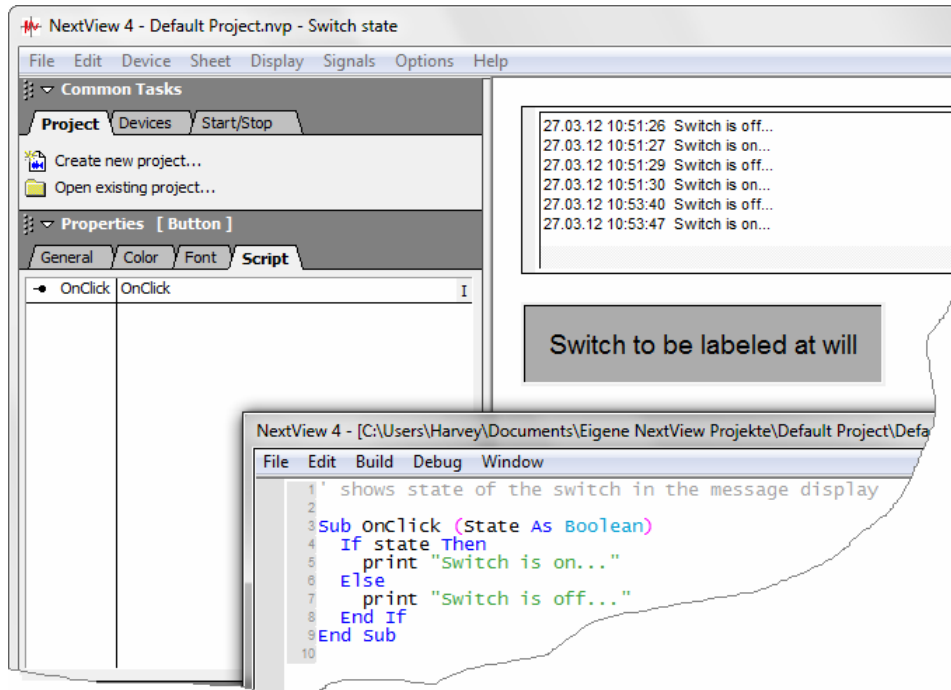 NextView 4 - Default Project.nvp - Switch state
File Edit Device Sheet Display Signals Options Help
Common Tasks
Project Devices Start/Stop
Create new project...
Open existing project...
Properties [ Button ]
General Color Font Script
OnClick OnClick I
27.03.12 10:51:26 Switch is off...
27.03.12 10:51:27 Switch is on...
27.03.12 10:51:29 Switch is off...
27.03.12 10:51:30 Switch is on...
27.03.12 10:53:40 Switch is off...
27.03.12 10:53:47 Switch is on...
Switch to be labeled at will
NextView 4 - [C:\Users\Harvey\Documents\Eigene NextView Projekte\Default Project\Defa
File Edit Build Debug Window
1 ' shows state of the switch in the message display
2
3 Sub OnClick (State As Boolean)
4 If state Then
5 print "Switch is on..."
6 Else
7 print "Switch is off..."
8 End If
9 End Sub
10